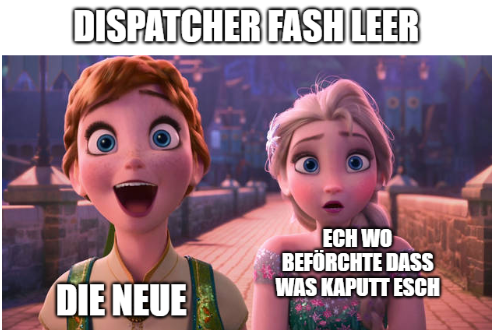 DISPATCHER FASH LEER
ECH WO
BEFÖRCHTE DASS
WAS KAPUTT ESCH
DIE NEUE